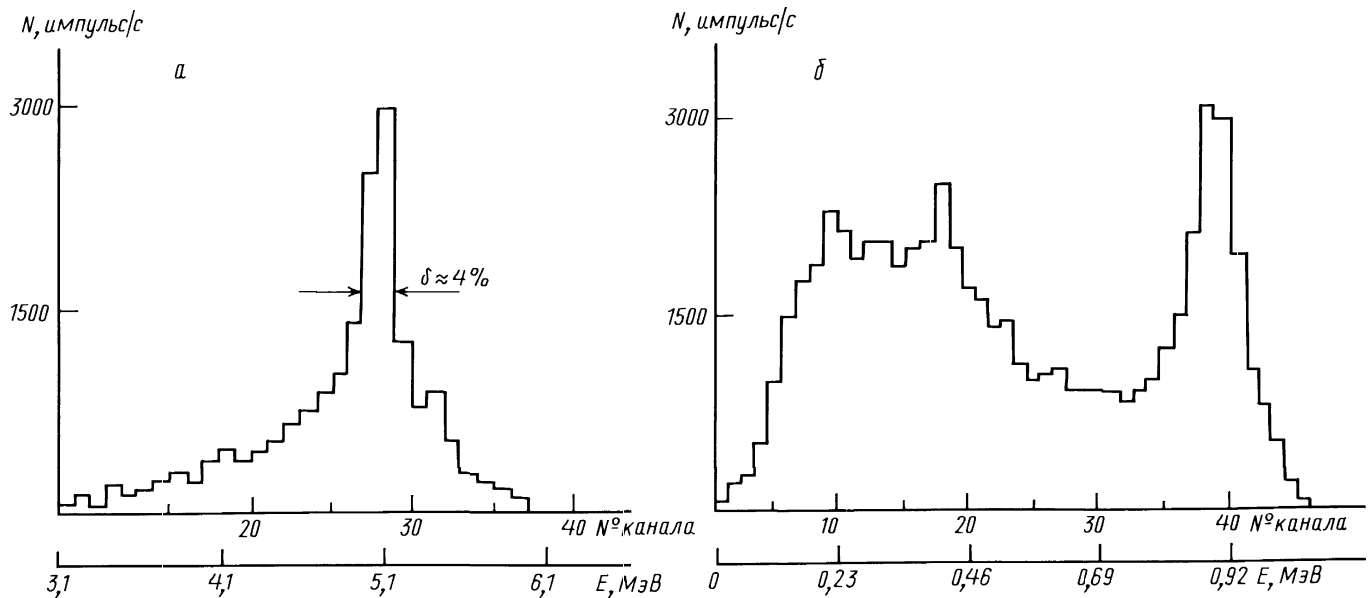 N, импульс/с
а
3000
δ≈4%
1500
20
30
40
№ канала
3,1
4,1
5,1
6,1
E, МэВ
N, импульс/с
б
3000
1500
10
20
30
40
№ канала
0
0,23
0,46
0,69
0,92
E, МэВ